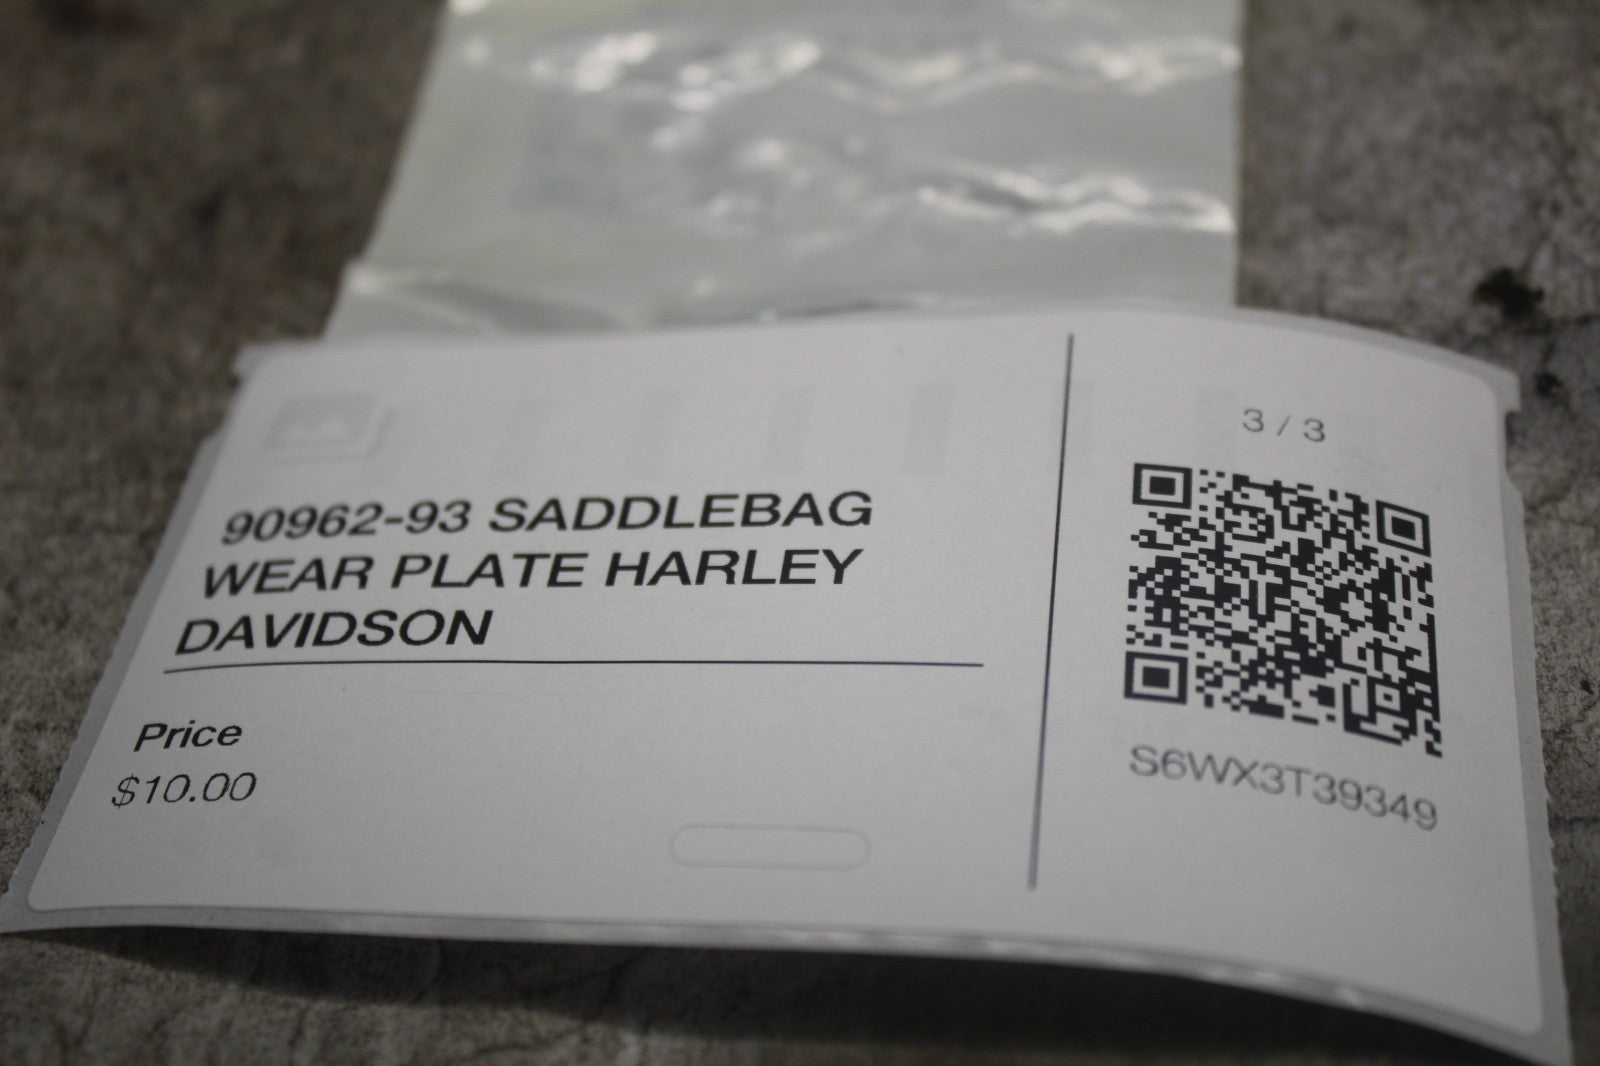 90962-93 SADDLEBAG
WEAR PLATE HARLEY
DAVIDSON
Price
$10.00
3 / 3
S6WX3T39349